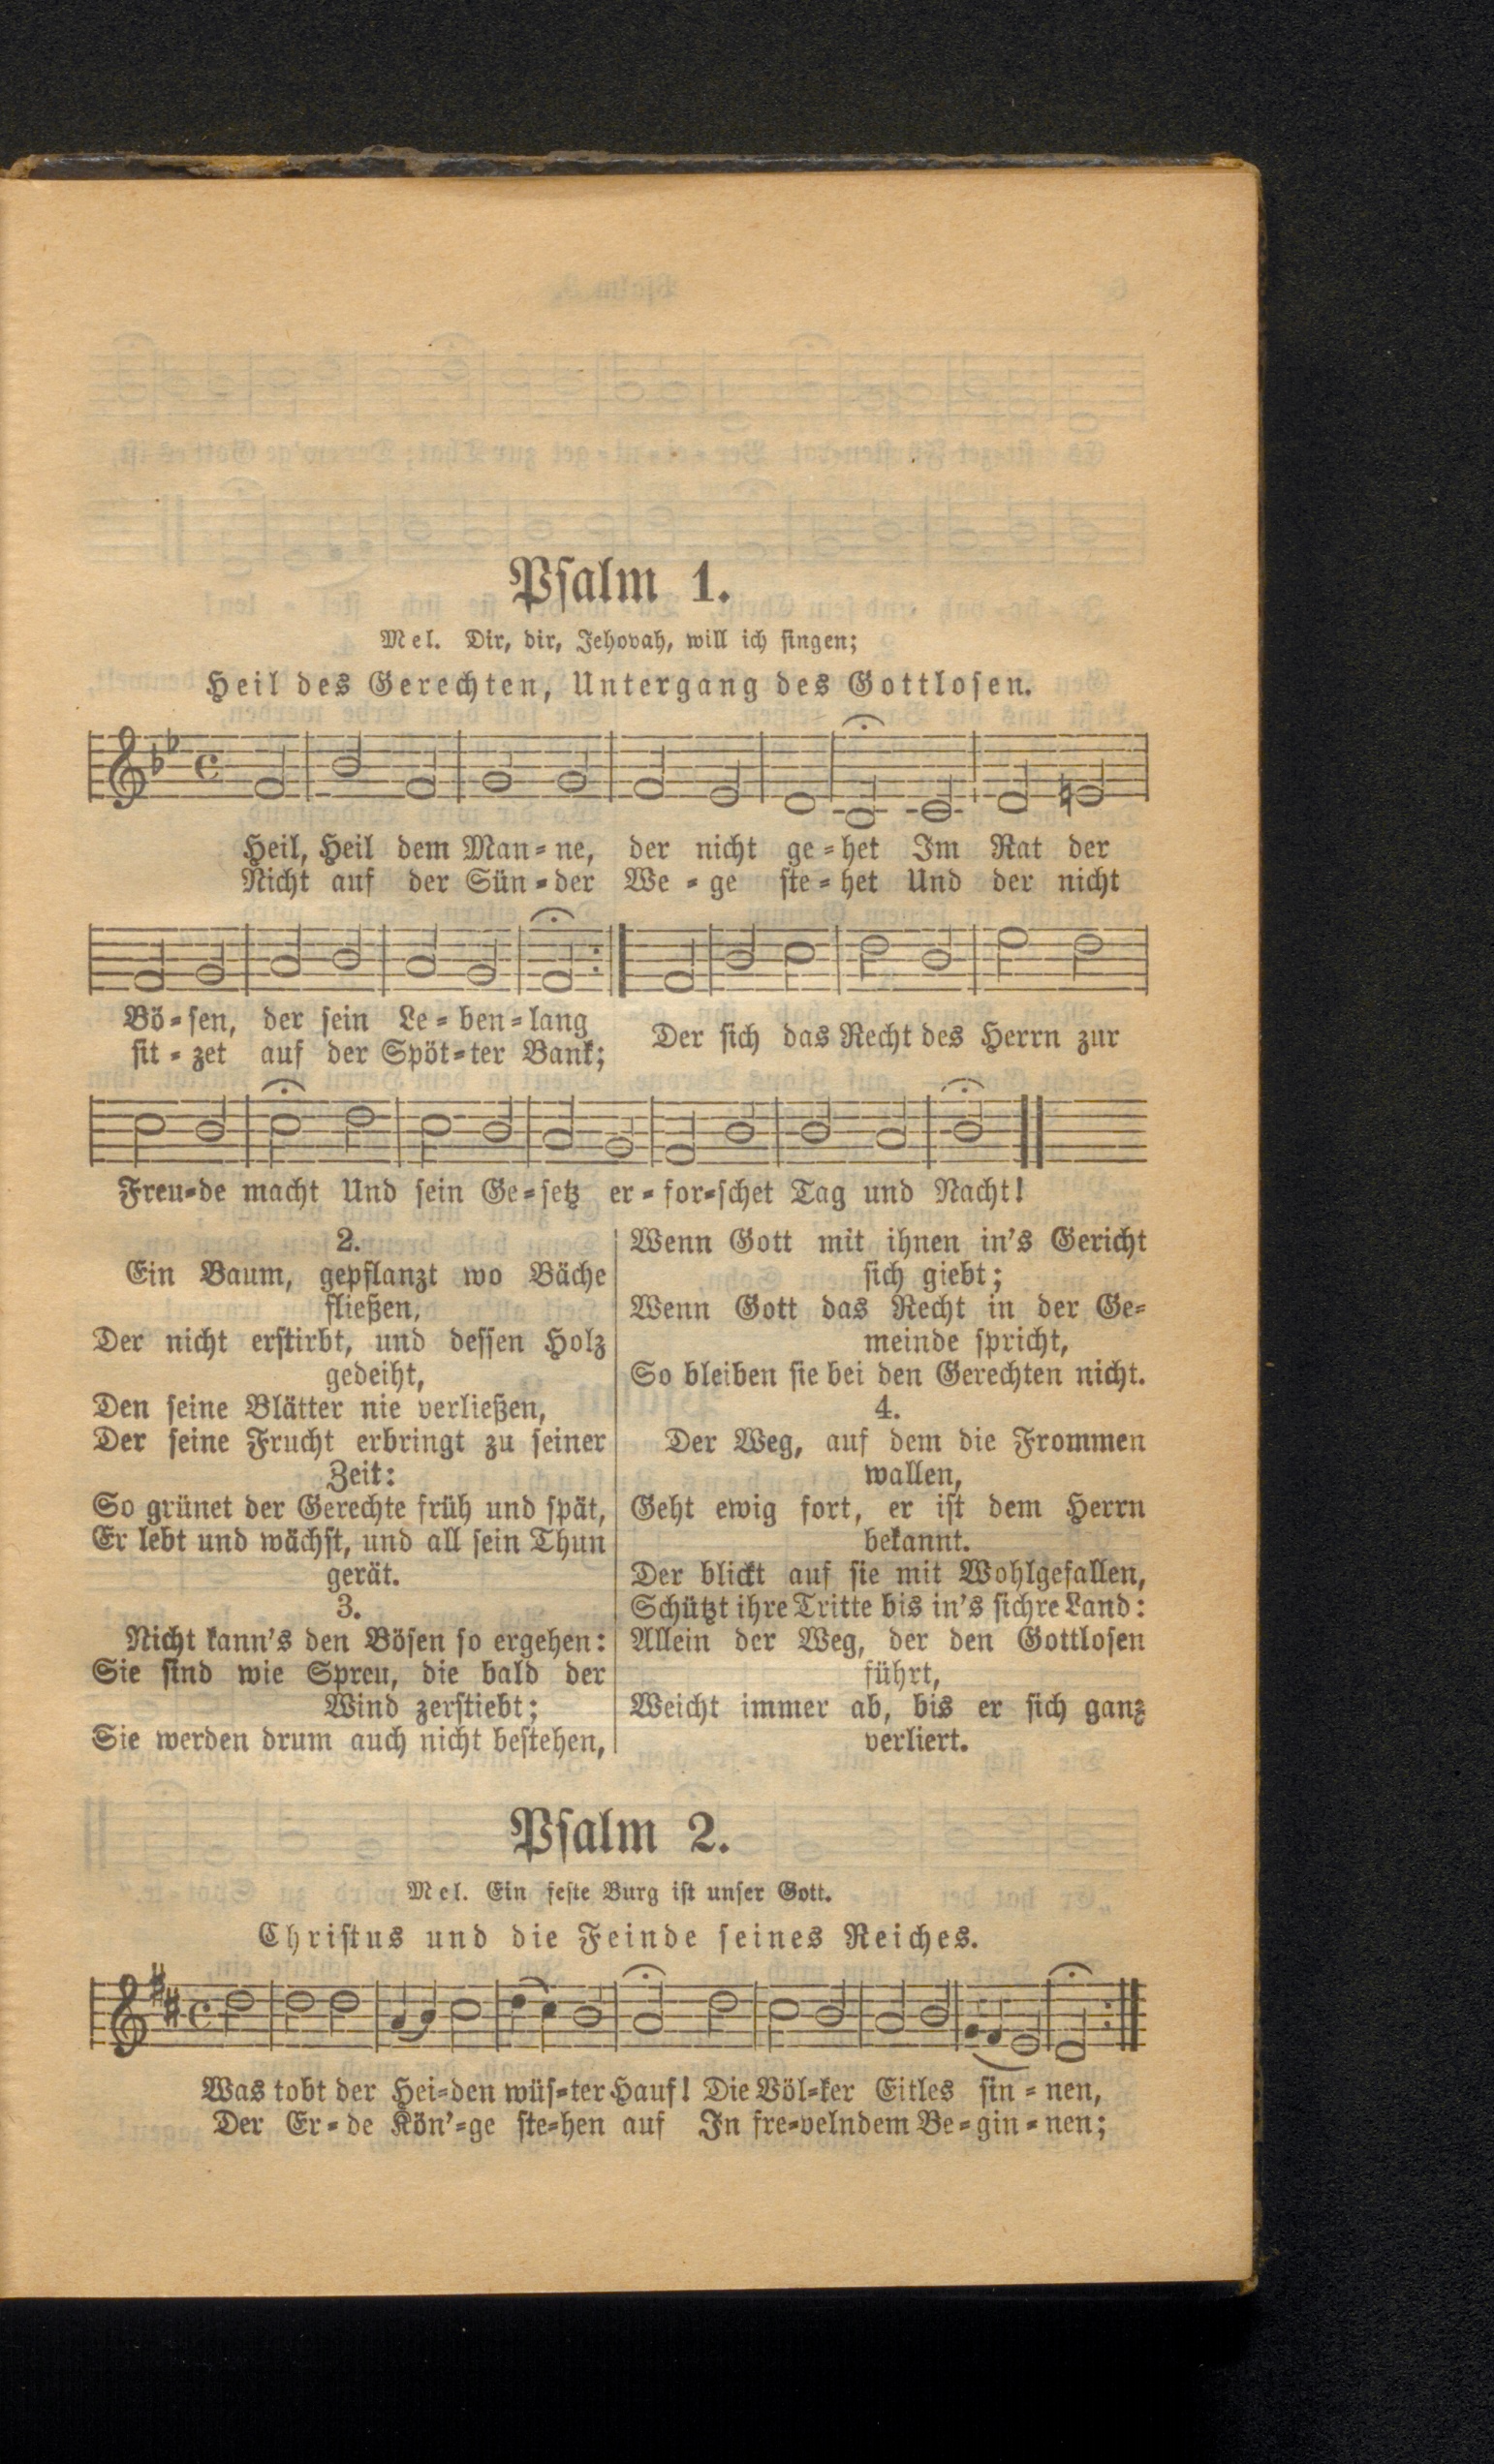 Psalm 1.
Mel. Dir, dir, Jehovah, will ich singen;
Heil des Gerechten, Untergang des Gottlosen.
Heil, Heil dem Man-ne, der nicht ge-het Im Rat der
Nicht auf der Sün-der We-ge ste-het Und der nicht
Bö-sen, der sein Le-ben-lang
sit-zet auf der Spöt-ter Bank;
Der sich das Recht des Herrn zur
Freu-de macht Und sein Ge-setz er-for-schet Tag und Nacht!
2.
Ein Baum, gepflanzt wo Bäche
fließen,
Der nicht erstirbt, und dessen Holz
gedeiht,
Den seine Blätter nie verließen,
Der seine Frucht erbringt zu seiner
Zeit:
So grünet der Gerechte früh und spät,
Er lebt und wächst, und all sein Thun
gerät.
3.
Nicht kann's den Bösen so ergehen:
Sie sind wie Spreu, die bald der
Wind zerstiebt;
Sie werden drum auch nicht bestehen,
Wenn Gott mit ihnen in's Gericht
sich giebt;
Wenn Gott das Recht in der Ge-
meinde spricht,
So bleiben sie bei den Gerechten nicht.
4.
Der Weg, auf dem die Frommen
wallen,
Geht ewig fort, er ist dem Herrn
bekannt.
Der blickt auf sie mit Wohlgefallen,
Schützt ihre Tritte bis in's sichre Land:
Allein der Weg, der den Gottlosen
führt,
Weicht immer ab, bis er sich ganz
verliert.
Psalm 2.
Mel. Ein feste Burg ist unser Gott.
Christus und die Feinde seines Reiches.
Was tobt der Hei-den wüs-ter Hauf! Die Völ-ker Eitles sin-nen,
Der Er-de Kön'-ge ste-hen auf In fre-velndem Be-gin-nen;